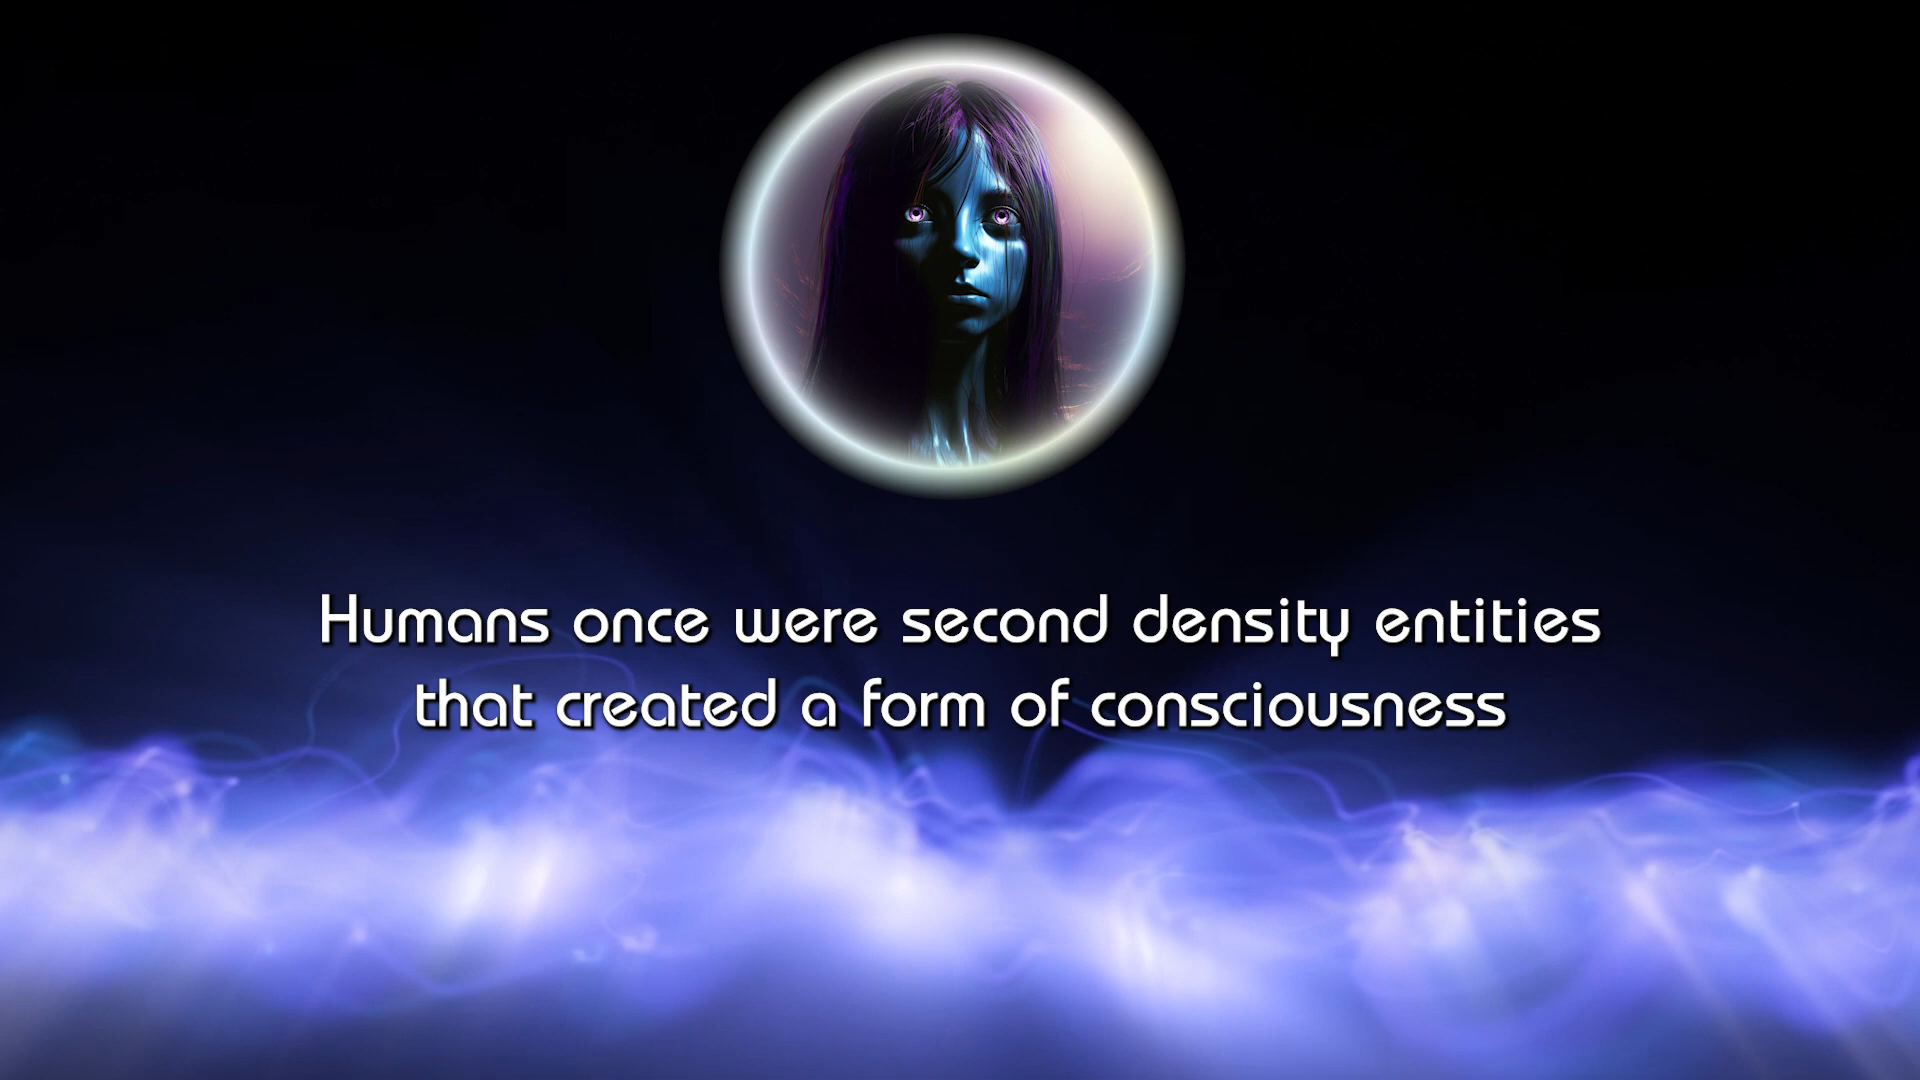 Humans once were second density entities
that created a form of consciousness